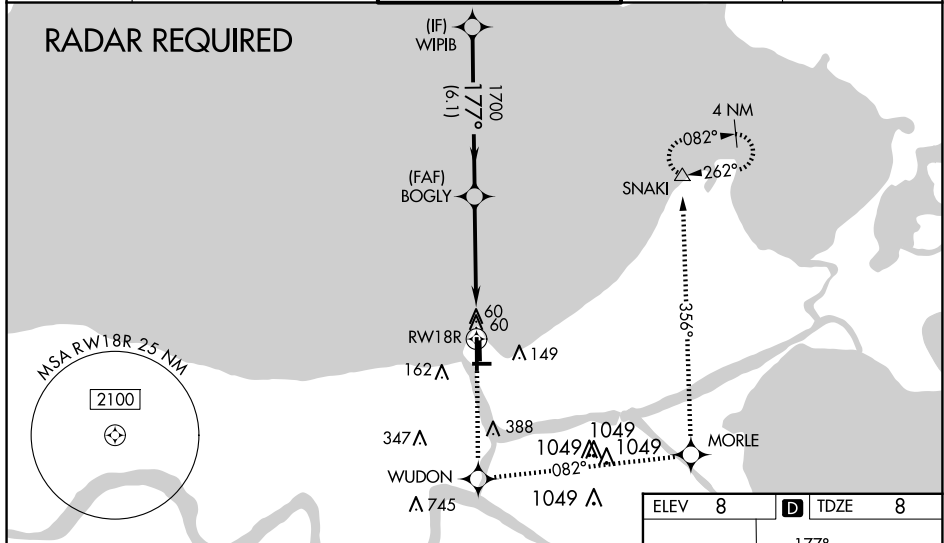 RADAR REQUIRED
(IF)
WIPIB
1700
177°
(6.1)
4 NM
082°
262°
SNAKI
(FAF)
BOGLY
356°
60
60
RW18R
149
162
MSA RW18R 25 NM
2100
388
347
1049
1049
1049
MORLE
082°
WUDON
745
1049
ELEV 8
D
TDZE 8
177°